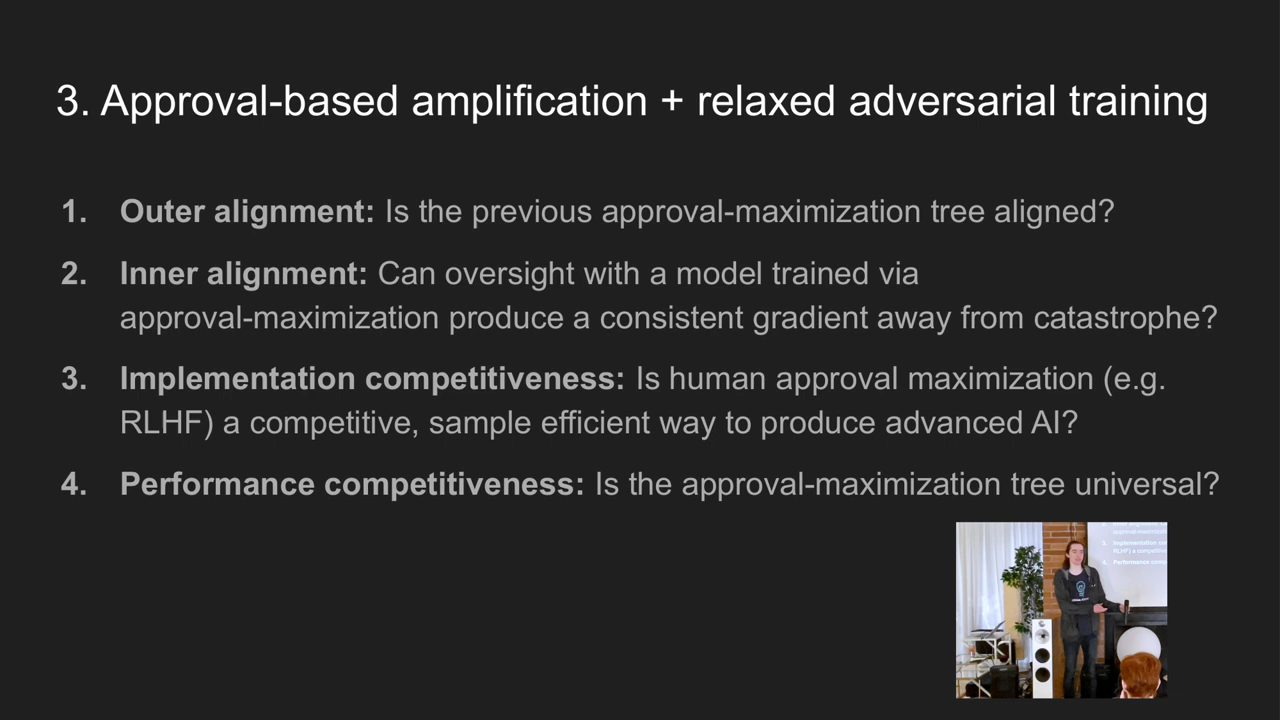 3. Approval-based amplification + relaxed adversarial training
1. Outer alignment: Is the previous approval-maximization tree aligned?
2. Inner alignment: Can oversight with a model trained via
approval-maximization produce a consistent gradient away from catastrophe?
3. Implementation competitiveness: Is human approval maximization (e.g.
RLHF) a competitive, sample efficient way to produce advanced AI?
4. Performance competitiveness: Is the approval-maximization tree universal?